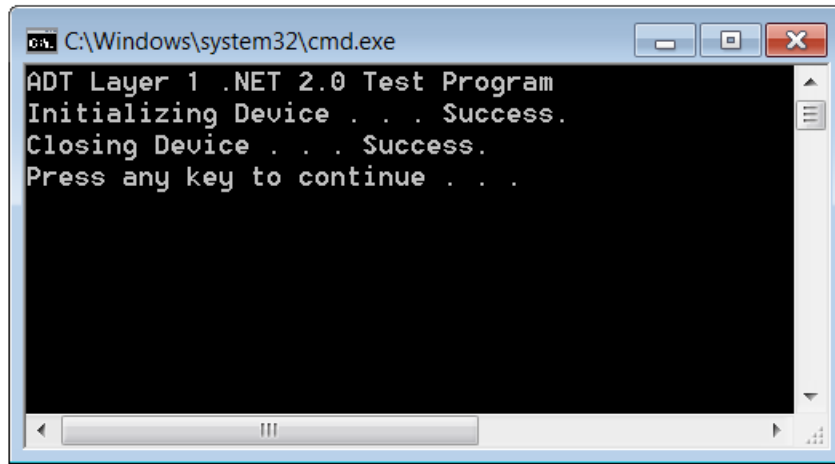 C:\Windows\system32\cmd.exe
ADT Layer 1 .NET 2.0 Test Program
Initializing Device . . . Success.
Closing Device . . . Success.
Press any key to continue . . .